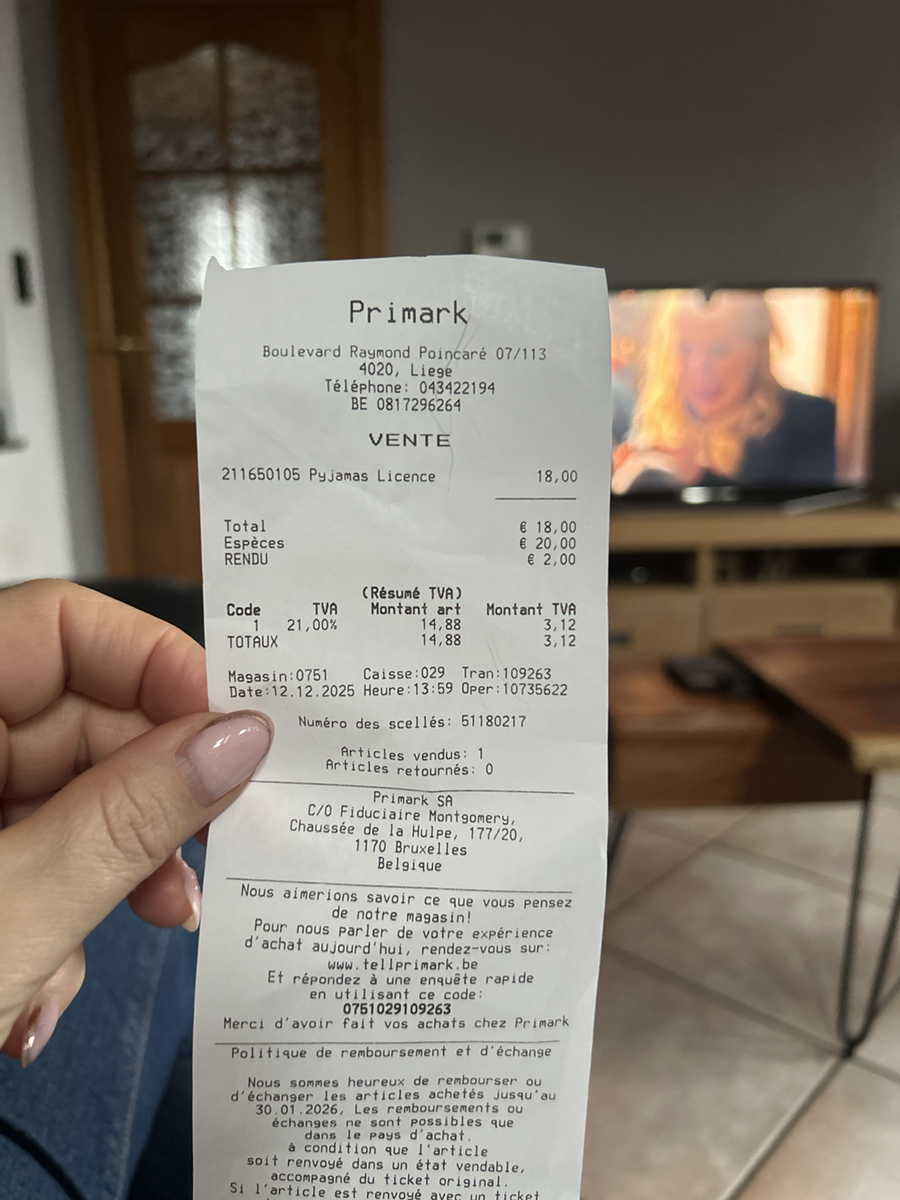 Primark
Boulevard Raymond Poincaré 07/113
4020, Liege
Téléphone: 043422194
BE 0817296264
VENTE
211650105 Pyjamas Licence 18,00
Total € 18,00
Espèces € 20,00
RENDU € 2,00
(Résumé TVA)
Code TVA Montant art Montant TVA
1 21,00% 14,88 3,12
TOTAUX 14,88 3,12
Magasin:0751 Caisse:029 Tran:109263
Date:12.12.2025 Heure:13:59 Oper:10735622
Numéro des scellés: 51180217
Articles vendus: 1
Articles retournés: 0
Primark SA
C/O Fiduciaire Montgomery,
Chaussée de la Hulpe, 177/20,
1170 Bruxelles
Belgique
Nous aimerions savoir ce que vous pensez
de notre magasin!
Pour nous parler de votre expérience
d'achat aujourd'hui, rendez-vous sur:
www.tellprimark.be
Et répondez à une enquête rapide
en utilisant ce code:
0751029109263
Merci d'avoir fait vos achats chez Primark
Politique de remboursement et d'échange
Nous sommes heureux de rembourser ou
d'échanger les articles achetés jusqu'au
30.01.2026, Les remboursements ou
échanges ne sont possibles que
dans le pays d'achat.
à condition que l'article
soit renvoyé dans un état vendable,
accompagné du ticket original.
Si l'article est renvoyé avec un ticket